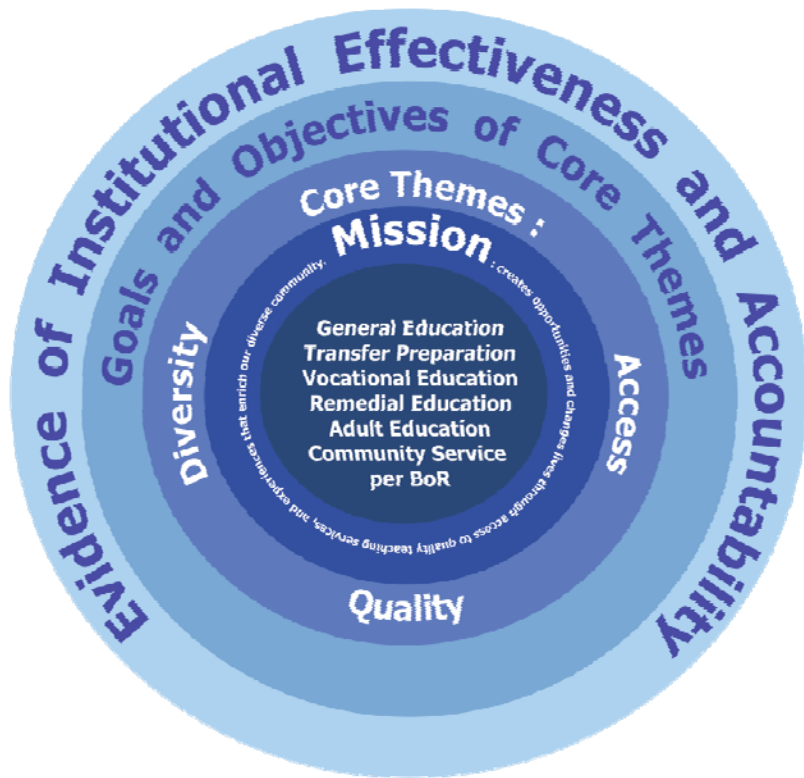 Evidence of Institutional Effectiveness and Accountability
Goals and Objectives of Core Themes
Core Themes :
Diversity
Access
Quality
Mission
: creates opportunities and changes lives through access to quality teaching services, and experiences that enrich our diverse community.
General Education
Transfer Preparation
Vocational Education
Remedial Education
Adult Education
Community Service
per BoR